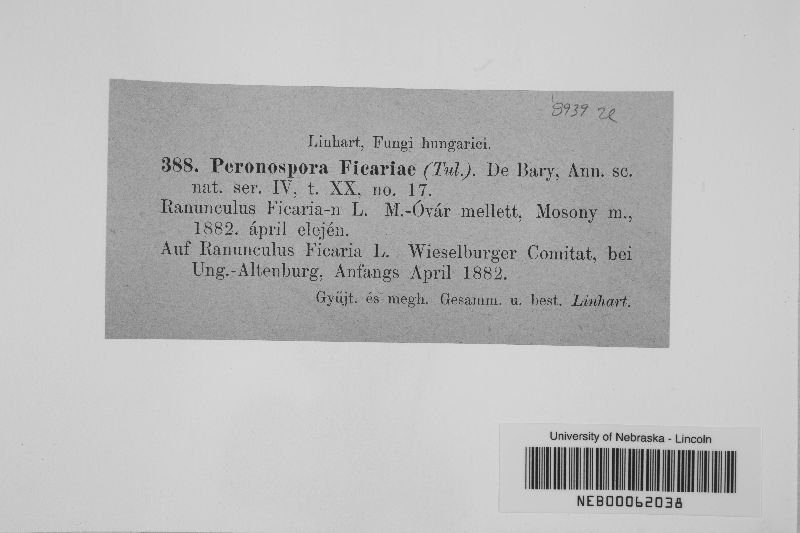 8939
Linhart, Fungi hungarici.
388. Peronospora Ficariae (Tul.). De Bary, Ann. sc.
nat. ser. IV, t. XX, no. 17.
Ranunculus Ficaria-n L. M.-Óvár mellett, Mosony m.,
1882. ápril elején.
Auf Ranunculus Ficaria L. Wieselburger Comitat, bei
Ung.-Altenburg, Anfangs April 1882.
Gyűjt. és megh. Gesamm. u. best. Linhart.
University of Nebraska - Lincoln
NEB00062038